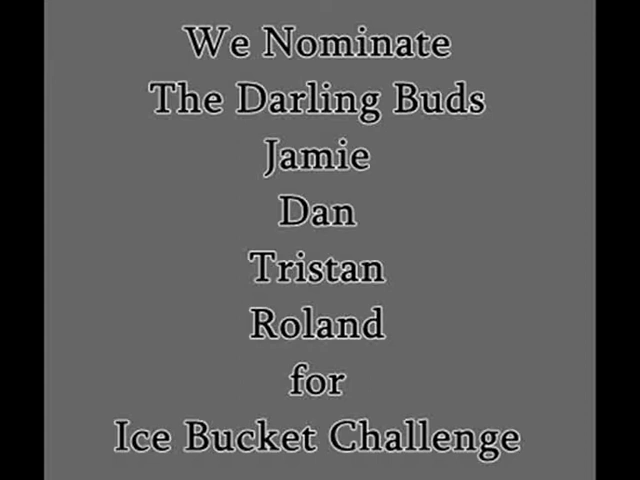 We Nominate
The Darling Buds
Jamie
Dan
Tristan
Roland
for
Ice Bucket Challenge